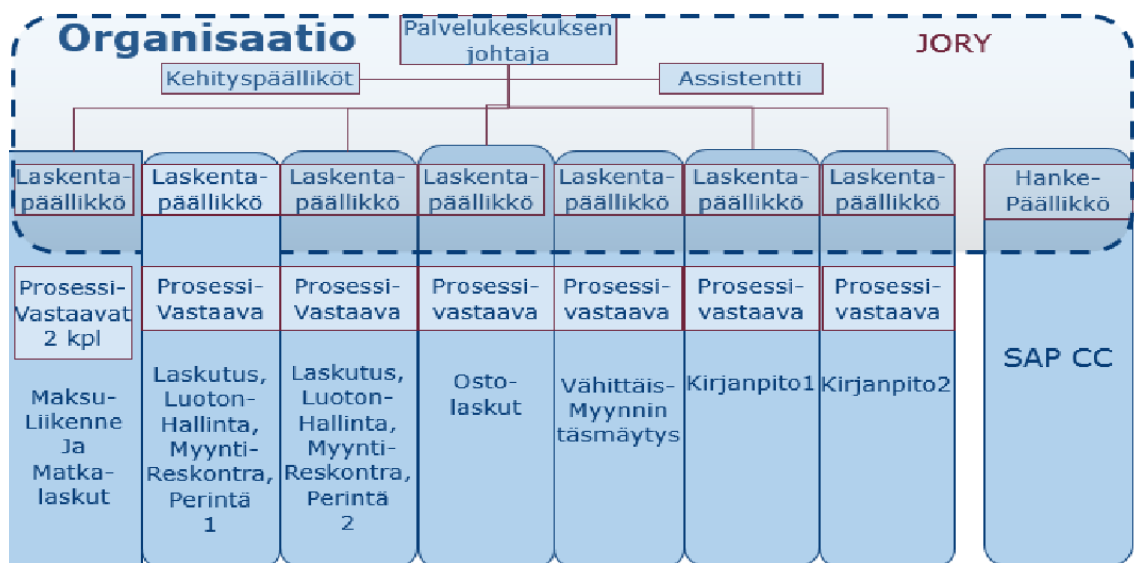 Organisaatio
Palvelukeskuksen
johtaja
JORY
Kehityspäälliköt
Assistentti
Laskenta-
päällikkö
Laskenta-
päällikkö
Laskenta-
päällikkö
Laskenta-
päällikkö
Laskenta-
päällikkö
Laskenta-
päällikkö
Laskenta-
päällikkö
Hanke-
Päällikkö
Prosessi-
Vastaavat
2 kpl
Prosessi-
Vastaava
Prosessi-
Vastaava
Prosessi-
vastaava
Prosessi-
vastaava
Prosessi-
vastaava
Prosessi-
vastaava
Maksu-
Liikenne
Ja
Matka-
laskut
Laskutus,
Luoton-
Hallinta,
Myynti-
Reskontra,
Perintä
1
Laskutus,
Luoton-
Hallinta,
Myynti-
Reskontra,
Perintä
2
Osto-
laskut
Vähittäis-
Myynnin
täsmäytys
Kirjanpito1
Kirjanpito2
SAP CC